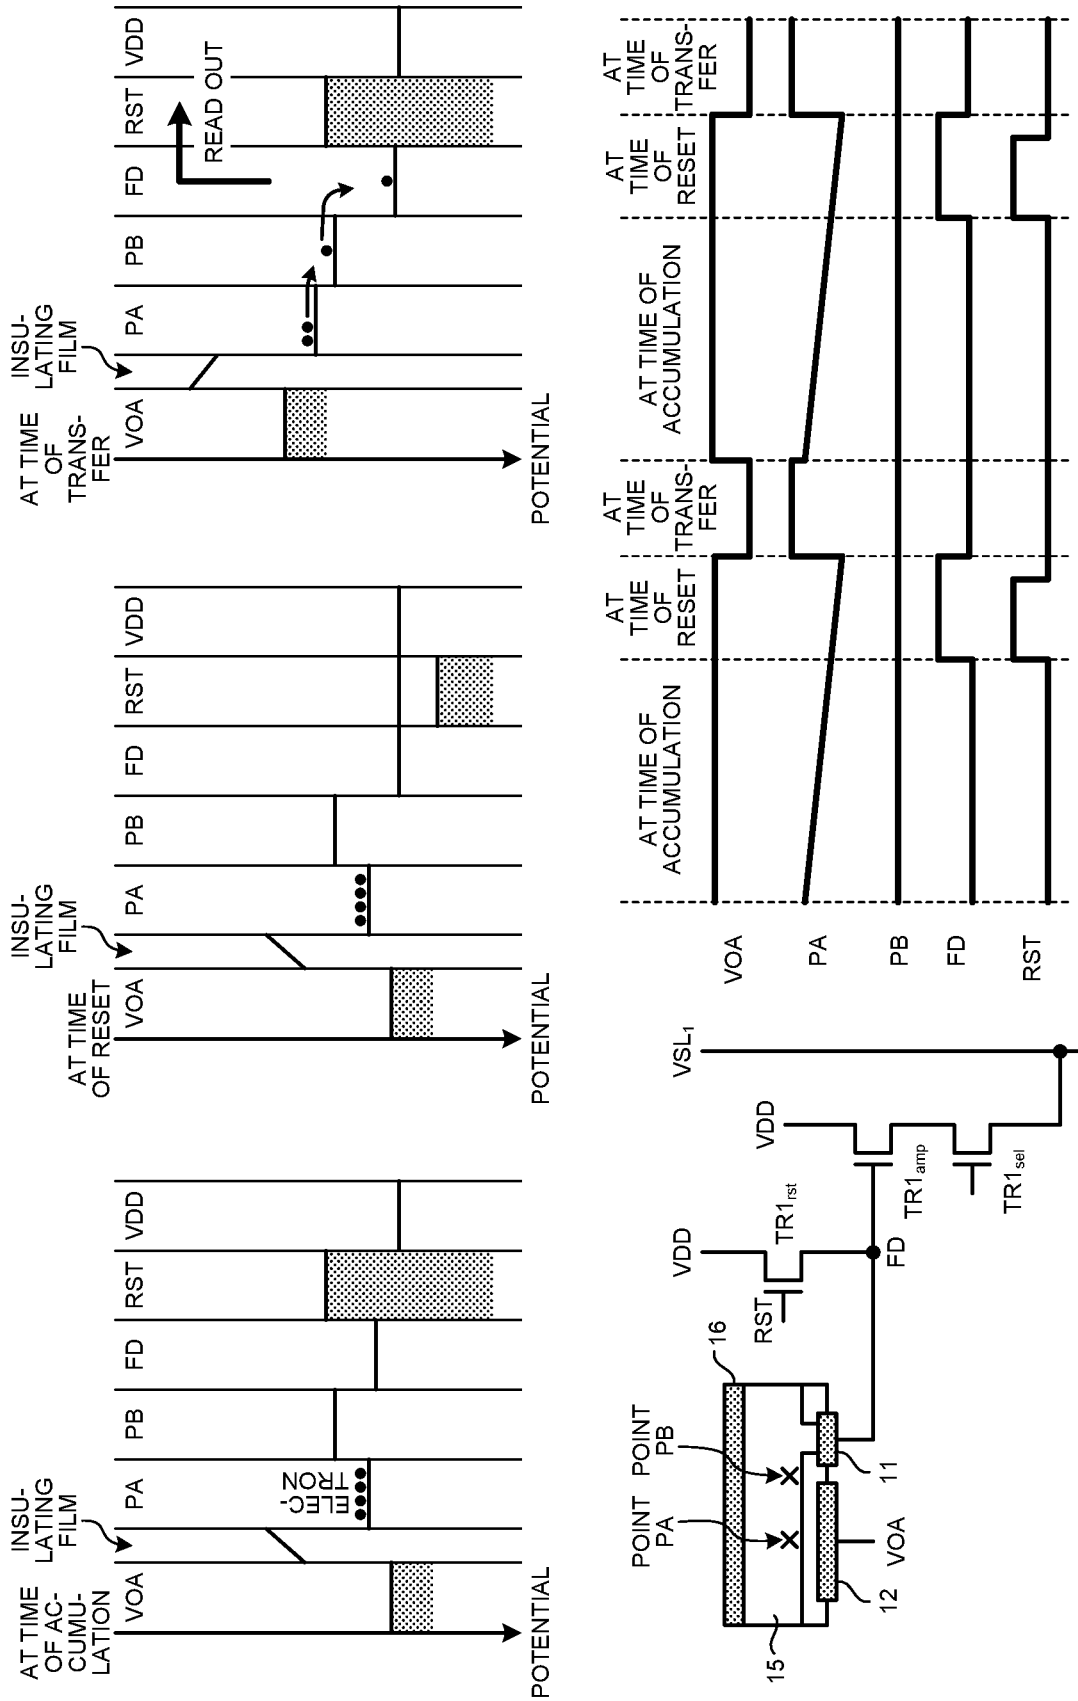 AT TIME
OF AC-
CUMU-
LATION
INSU-
LATING
FILM
VOA
PA
PB
FD
RST
VDD
ELEC-
TRON
POTENTIAL
AT TIME
OF RESET
INSU-
LATING
FILM
VOA
PA
PB
FD
RST
VDD
POTENTIAL
AT TIME
OF
TRANS-
FER
INSU-
LATING
FILM
VOA
PA
PB
FD
RST
VDD
READ OUT
POTENTIAL
POINT
PA
POINT
PB
16
15
12
VOA
11
RST
VDD
TR1rst
FD
VDD
TR1amp
TR1sel
VSL1
AT TIME OF
ACCUMULATION
AT
TIME
OF
RESET
AT
TIME
OF
TRANS-
FER
AT TIME OF
ACCUMULATION
AT
TIME
OF
RESET
AT
TIME
OF
TRANS-
FER
VOA
PA
PB
FD
RST